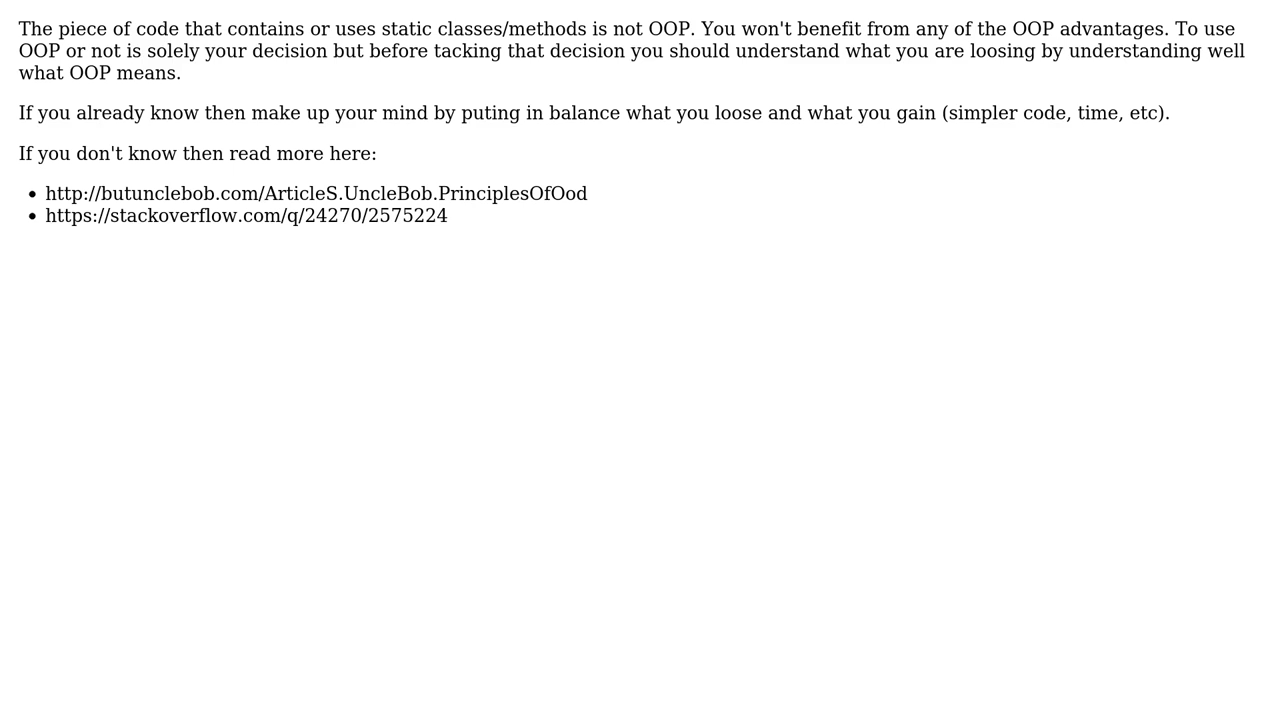 The piece of code that contains or uses static classes/methods is not OOP. You won't benefit from any of the OOP advantages. To use
OOP or not is solely your decision but before tacking that decision you should understand what you are loosing by understanding well
what OOP means.
If you already know then make up your mind by puting in balance what you loose and what you gain (simpler code, time, etc).
If you don't know then read more here:
• http://butunclebob.com/ArticleS.UncleBob.PrinciplesOfOod
• https://stackoverflow.com/q/24270/2575224